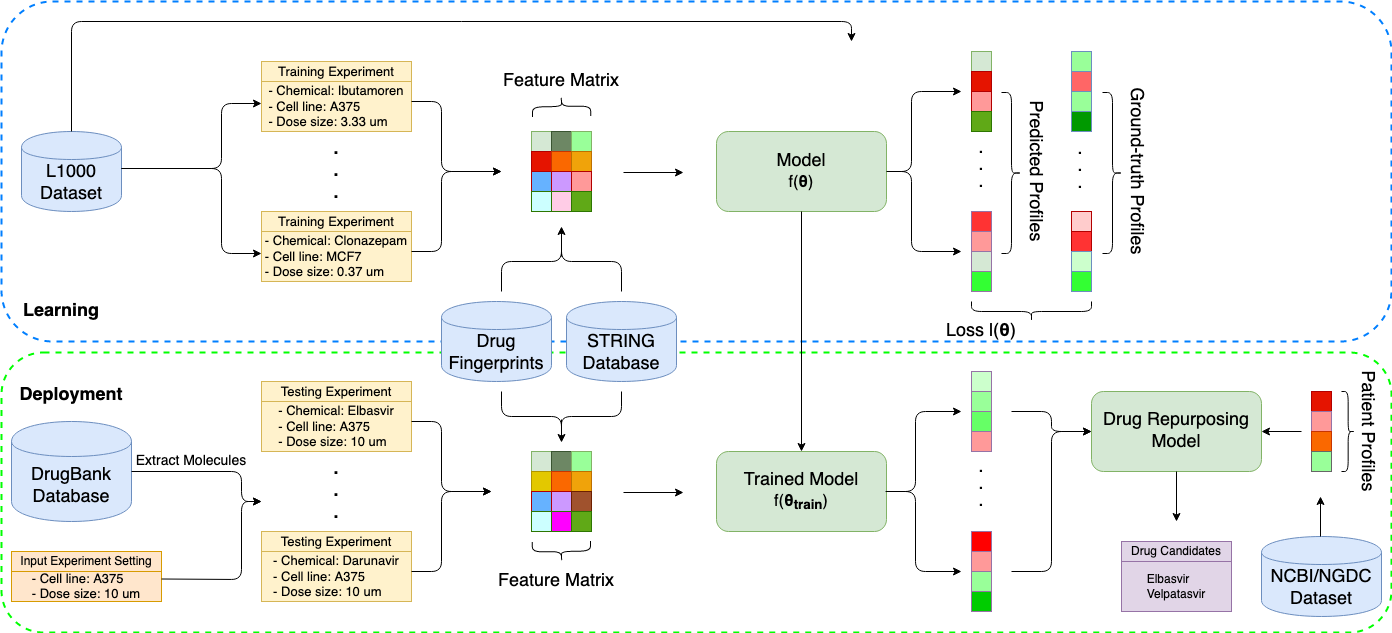 L1000
Dataset
Training Experiment
- Chemical: Ibutamoren
- Cell line: A375
- Dose size: 3.33 um
.
.
.
Training Experiment
- Chemical: Clonazepam
- Cell line: MCF7
- Dose size: 0.37 um
Feature Matrix
Model
f(θ)
.
.
.
Predicted Profiles
.
.
.
Ground-truth Profiles
Loss l(θ)
Learning
Drug
Fingerprints
STRING
Database
Deployment
DrugBank
Database
Extract Molecules
Input Experiment Setting
- Cell line: A375
- Dose size: 10 um
Testing Experiment
- Chemical: Elbasvir
- Cell line: A375
- Dose size: 10 um
.
.
.
Testing Experiment
- Chemical: Darunavir
- Cell line: A375
- Dose size: 10 um
Feature Matrix
Trained Model
f(θtrain)
.
.
.
Drug Repurposing
Model
Patient Profiles
Drug Candidates
Elbasvir
Velpatasvir
NCBI/NGDC
Dataset